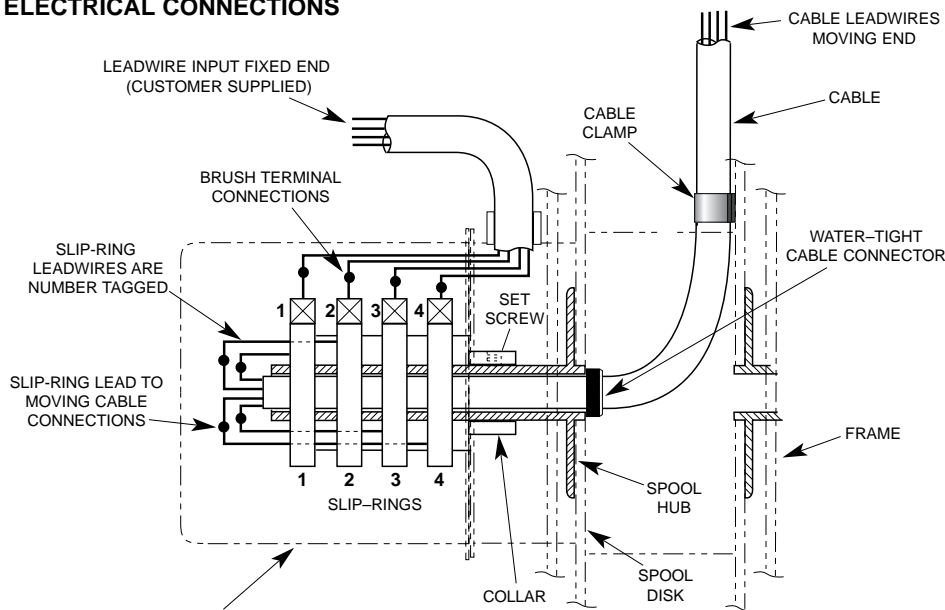 ELECTRICAL CONNECTIONS
CABLE LEADWIRES
MOVING END
LEADWIRE INPUT FIXED END
(CUSTOMER SUPPLIED)
CABLE
CABLE
CLAMP
BRUSH TERMINAL
CONNECTIONS
SLIP-RING
LEADWIRES ARE
NUMBER TAGGED
WATER–TIGHT
CABLE CONNECTOR
1 2 3 4
SET
SCREW
SLIP-RING LEAD TO
MOVING CABLE
CONNECTIONS
FRAME
1 2 3 4
SLIP–RINGS
SPOOL
HUB
COLLAR
SPOOL
DISK